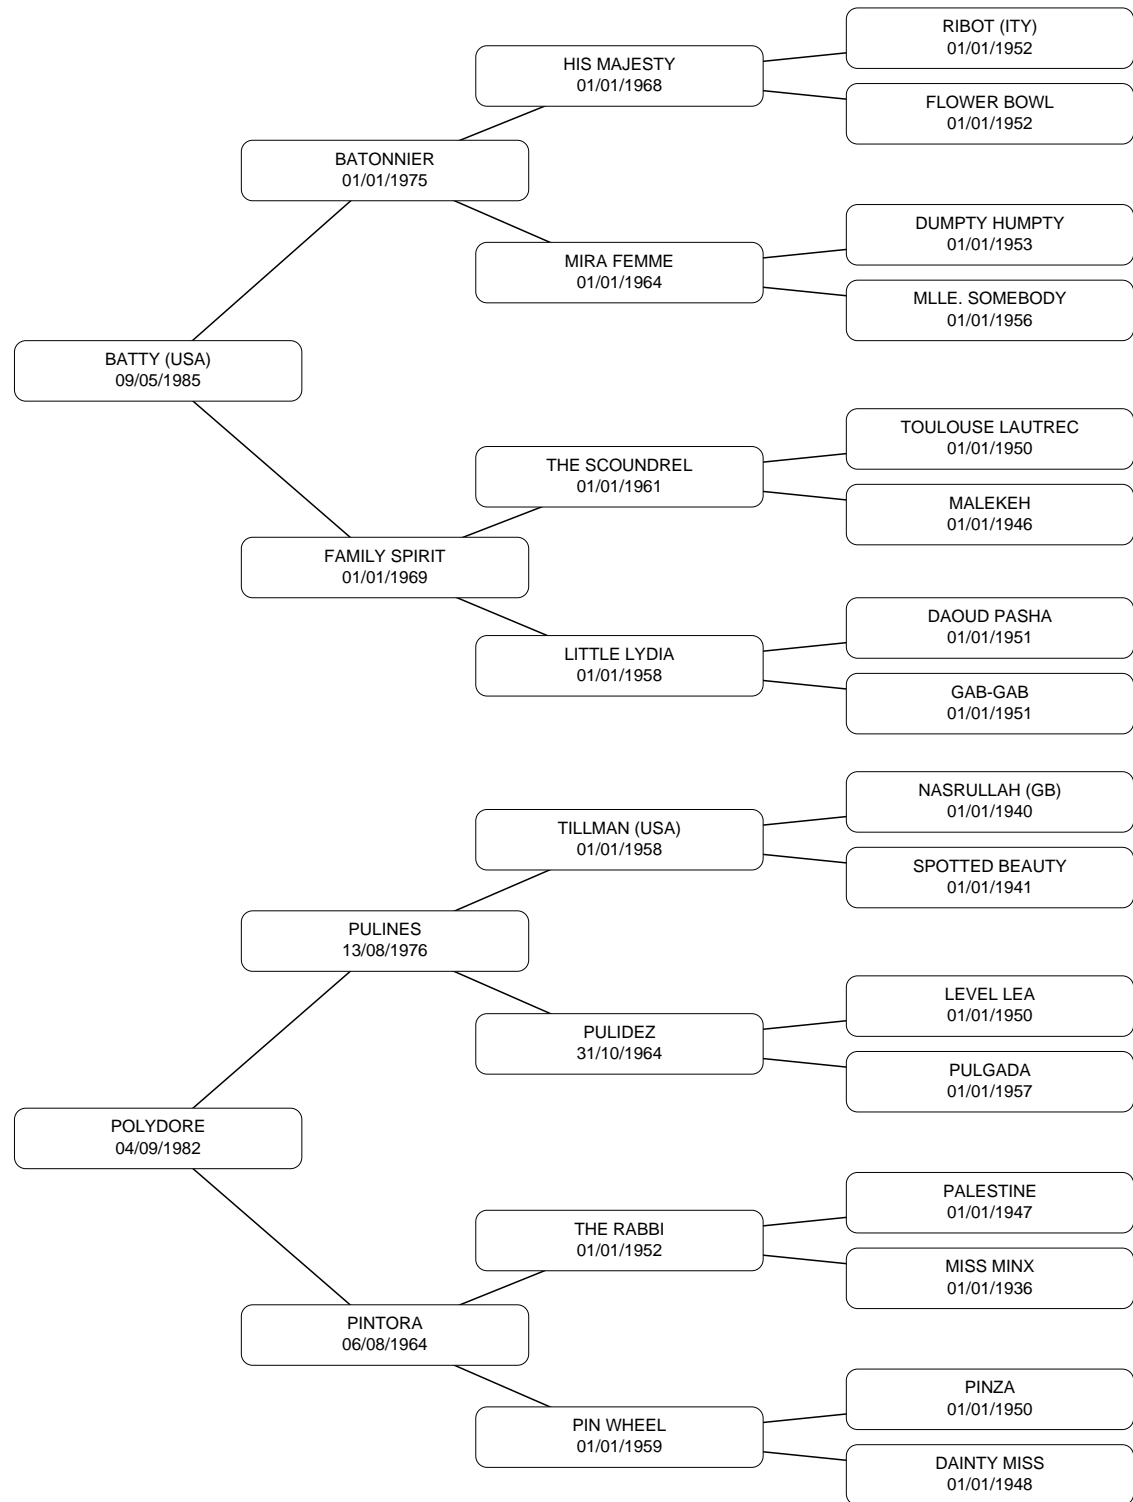 RIBOT (ITY)
01/01/1952
HIS MAJESTY
01/01/1968
FLOWER BOWL
01/01/1952
BATONNIER
01/01/1975
DUMPTY HUMPTY
01/01/1953
MIRA FEMME
01/01/1964
MLLE. SOMEBODY
01/01/1956
BATTY (USA)
09/05/1985
TOULOUSE LAUTREC
01/01/1950
THE SCOUNDREL
01/01/1961
MALEKEH
01/01/1946
FAMILY SPIRIT
01/01/1969
DAOUD PASHA
01/01/1951
LITTLE LYDIA
01/01/1958
GAB-GAB
01/01/1951
NASRULLAH (GB)
01/01/1940
TILLMAN (USA)
01/01/1958
SPOTTED BEAUTY
01/01/1941
PULINES
13/08/1976
LEVEL LEA
01/01/1950
PULIDEZ
31/10/1964
PULGADA
01/01/1957
POLYDORE
04/09/1982
PALESTINE
01/01/1947
THE RABBI
01/01/1952
MISS MINX
01/01/1936
PINTORA
06/08/1964
PINZA
01/01/1950
PIN WHEEL
01/01/1959
DAINTY MISS
01/01/1948